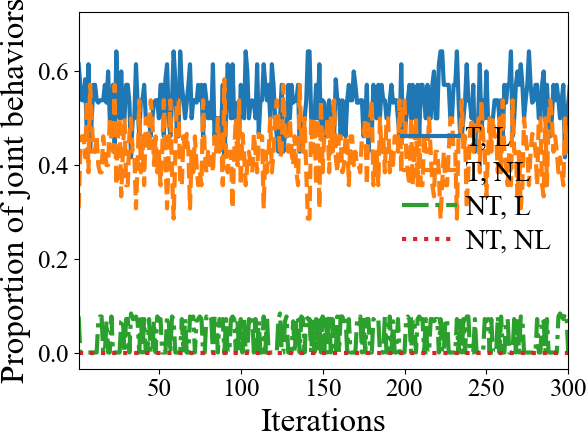 Proportion of joint behaviors
0.6
0.4
0.2
0.0
T, L
T, NL
NT, L
NT, NL
50
100
150
200
250
300
Iterations